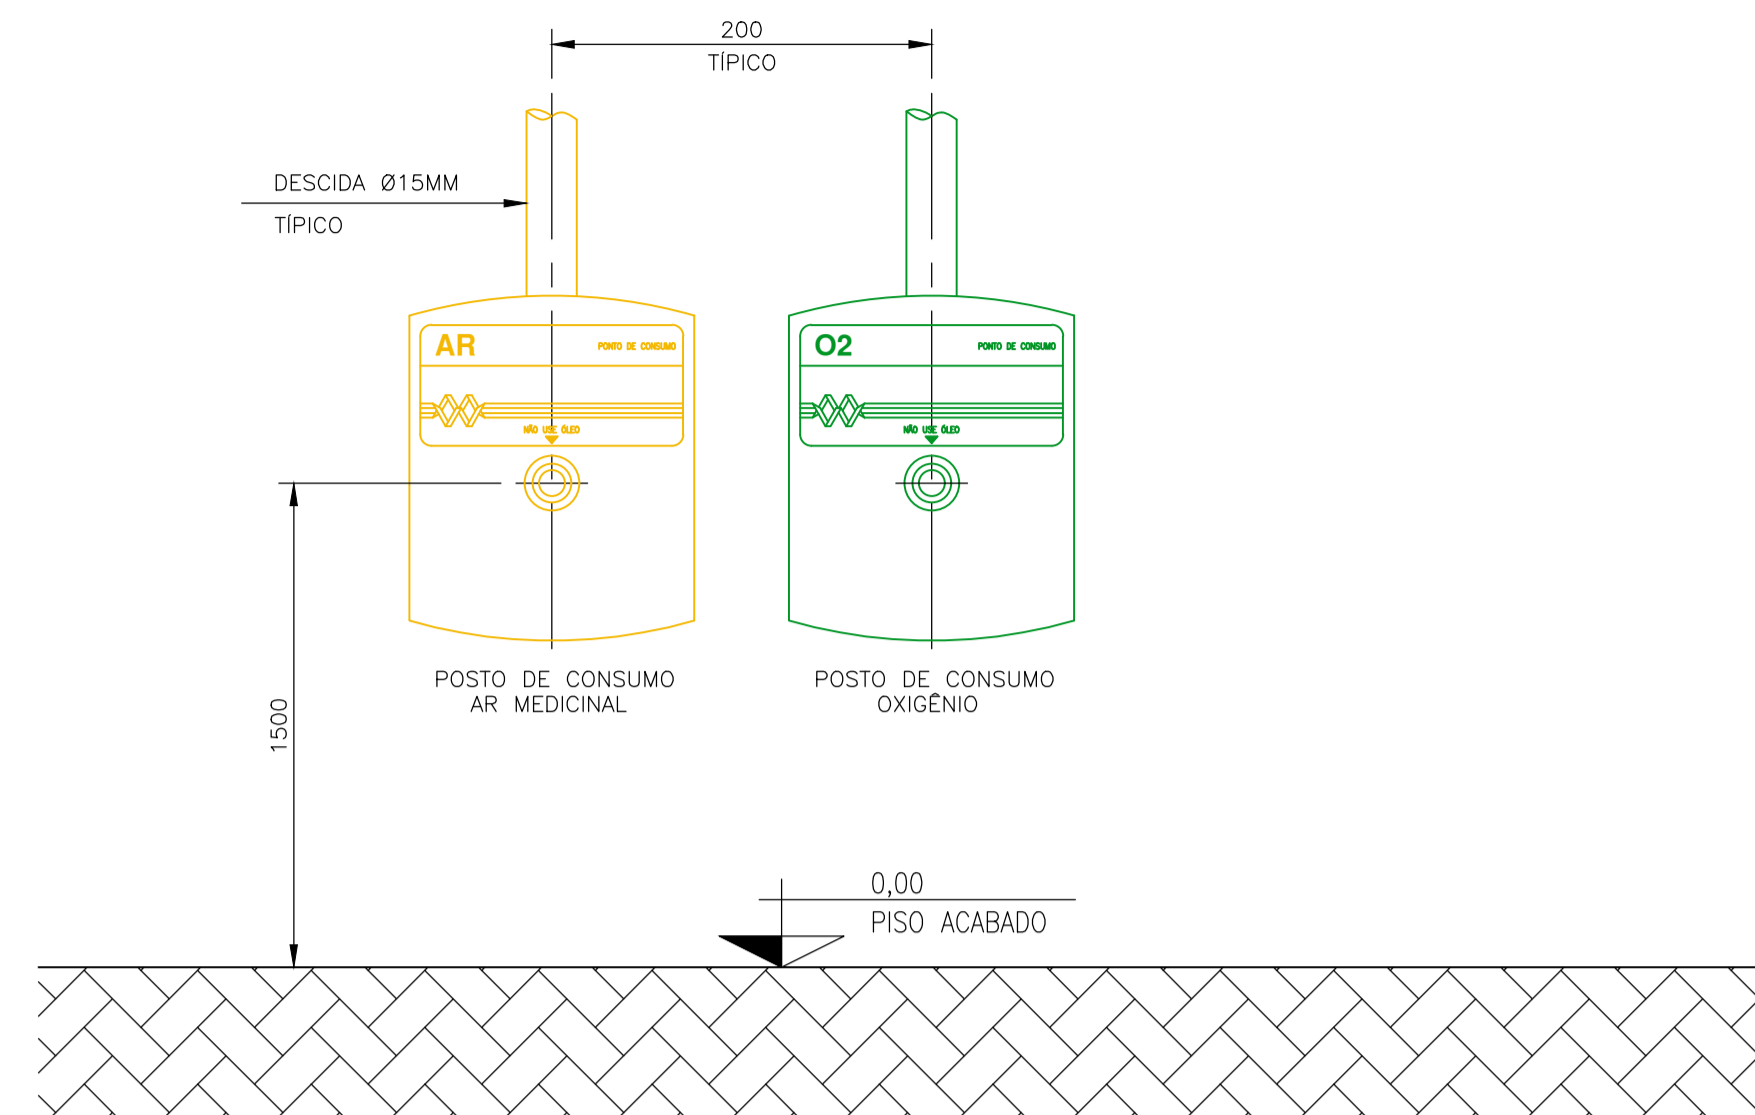 200
TÍPICO
DESCIDA Ø15MM
TÍPICO
AR
PONTO DE CONSUMO
NÃO USE ÓLEO
O2
PONTO DE CONSUMO
NÃO USE ÓLEO
POSTO DE CONSUMO
AR MEDICINAL
POSTO DE CONSUMO
OXIGÊNIO
1500
0,00
PISO ACABADO